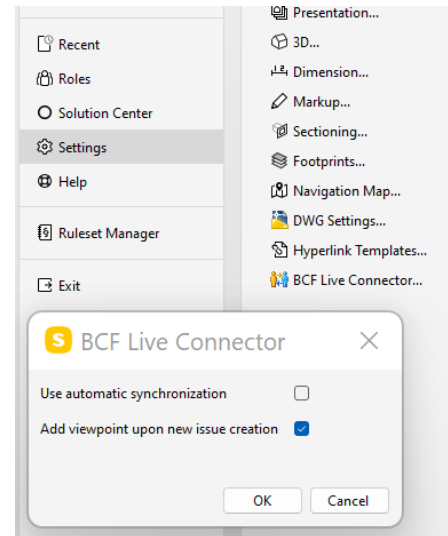 Recent
Roles
Solution Center
Settings
Help
Ruleset Manager
Exit
Presentation...
3D...
Dimension...
Markup...
Sectioning...
Footprints...
Navigation Map...
DWG Settings...
Hyperlink Templates...
BCF Live Connector...
S BCF Live Connector
Use automatic synchronization
Add viewpoint upon new issue creation
OK Cancel